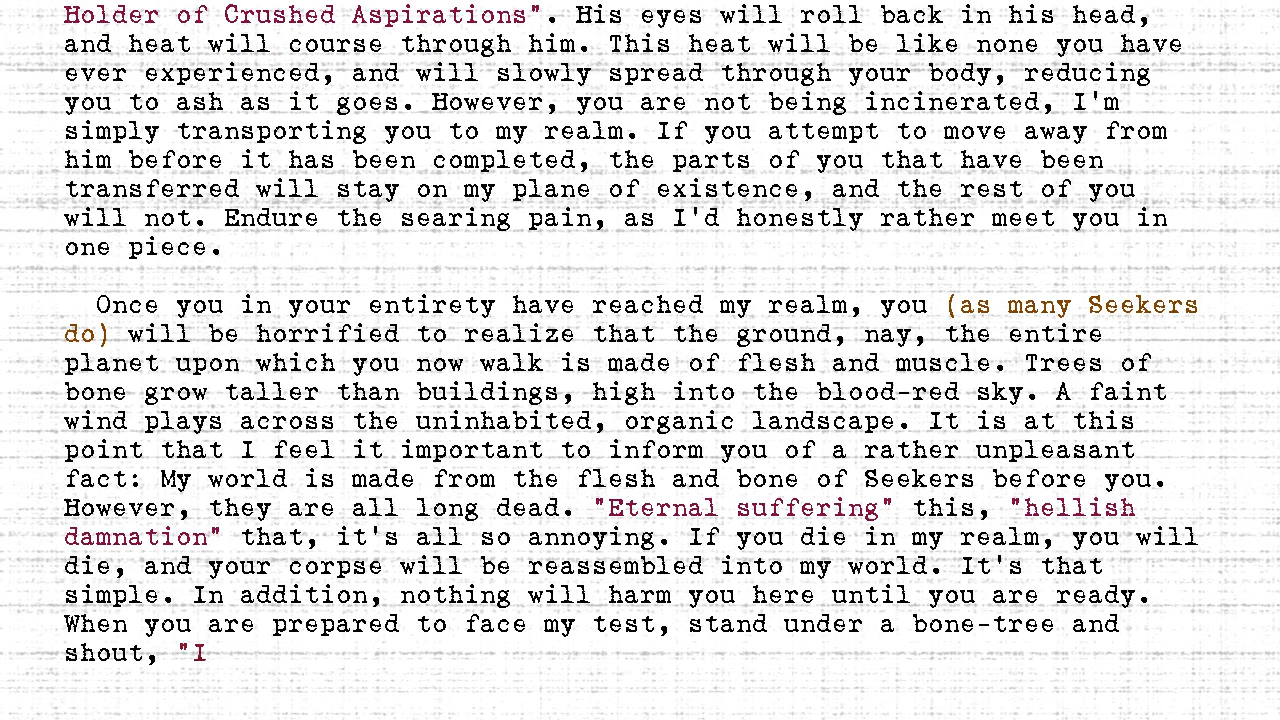 Holder of Crushed Aspirations". His eyes will roll back in his head,
and heat will course through him. This heat will be like none you have
ever experienced, and will slowly spread through your body, reducing
you to ash as it goes. However, you are not being incinerated, I'm
simply transporting you to my realm. If you attempt to move away from
him before it has been completed, the parts of you that have been
transferred will stay on my plane of existence, and the rest of you
will not. Endure the searing pain, as I'd honestly rather meet you in
one piece.
Once you in your entirety have reached my realm, you (as many Seekers
do) will be horrified to realize that the ground, nay, the entire
planet upon which you now walk is made of flesh and muscle. Trees of
bone grow taller than buildings, high into the blood-red sky. A faint
wind plays across the uninhabited, organic landscape. It is at this
point that I feel it important to inform you of a rather unpleasant
fact: My world is made from the flesh and bone of Seekers before you.
However, they are all long dead. "Eternal suffering" this, "hellish
damnation" that, it's all so annoying. If you die in my realm, you will
die, and your corpse will be reassembled into my world. It's that
simple. In addition, nothing will harm you here until you are ready.
When you are prepared to face my test, stand under a bone-tree and
shout, "I